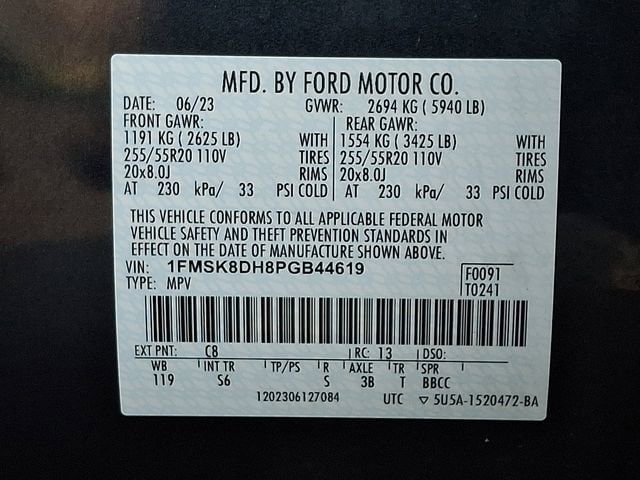 MFD. BY FORD MOTOR CO.
DATE: 06/23 GVWR: 2694 KG ( 5940 LB)
FRONT GAWR: REAR GAWR:
1191 KG ( 2625 LB) WITH 1554 KG ( 3425 LB) WITH
255/55R20 110V TIRES 255/55R20 110V TIRES
20x8.0J RIMS 20x8.0J RIMS
AT 230 kPa/ 33 PSI COLD AT 230 kPa/ 33 PSI COLD
THIS VEHICLE CONFORMS TO ALL APPLICABLE FEDERAL MOTOR
VEHICLE SAFETY AND THEFT PREVENTION STANDARDS IN
EFFECT ON THE DATE OF MANUFACTURE SHOWN ABOVE.
VIN: 1FMSK8DH8PGB44619 F0091
TYPE: MPV T0241
EXT PNT: C8 RC: 13 DSO:
WB INT TR TP/PS R AXLE TR SPR
119 S6 S 3B T BBCC
1202306127084 UTC ▽ 5U5A-1520472-BA